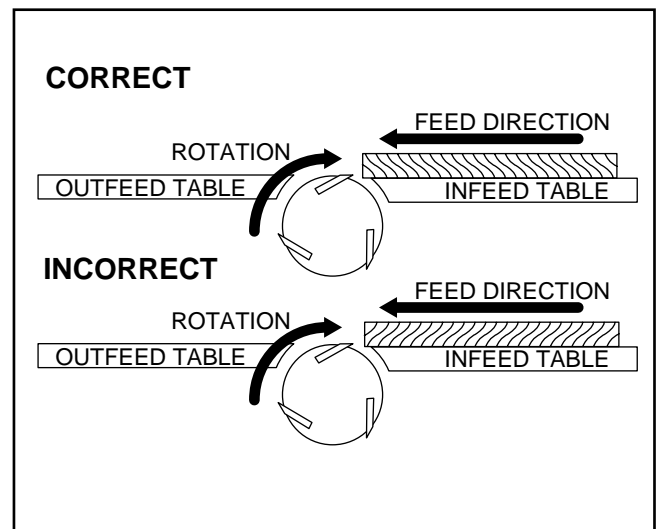 CORRECT
FEED DIRECTION
ROTATION
OUTFEED TABLE
INFEED TABLE
INCORRECT
FEED DIRECTION
ROTATION
OUTFEED TABLE
INFEED TABLE